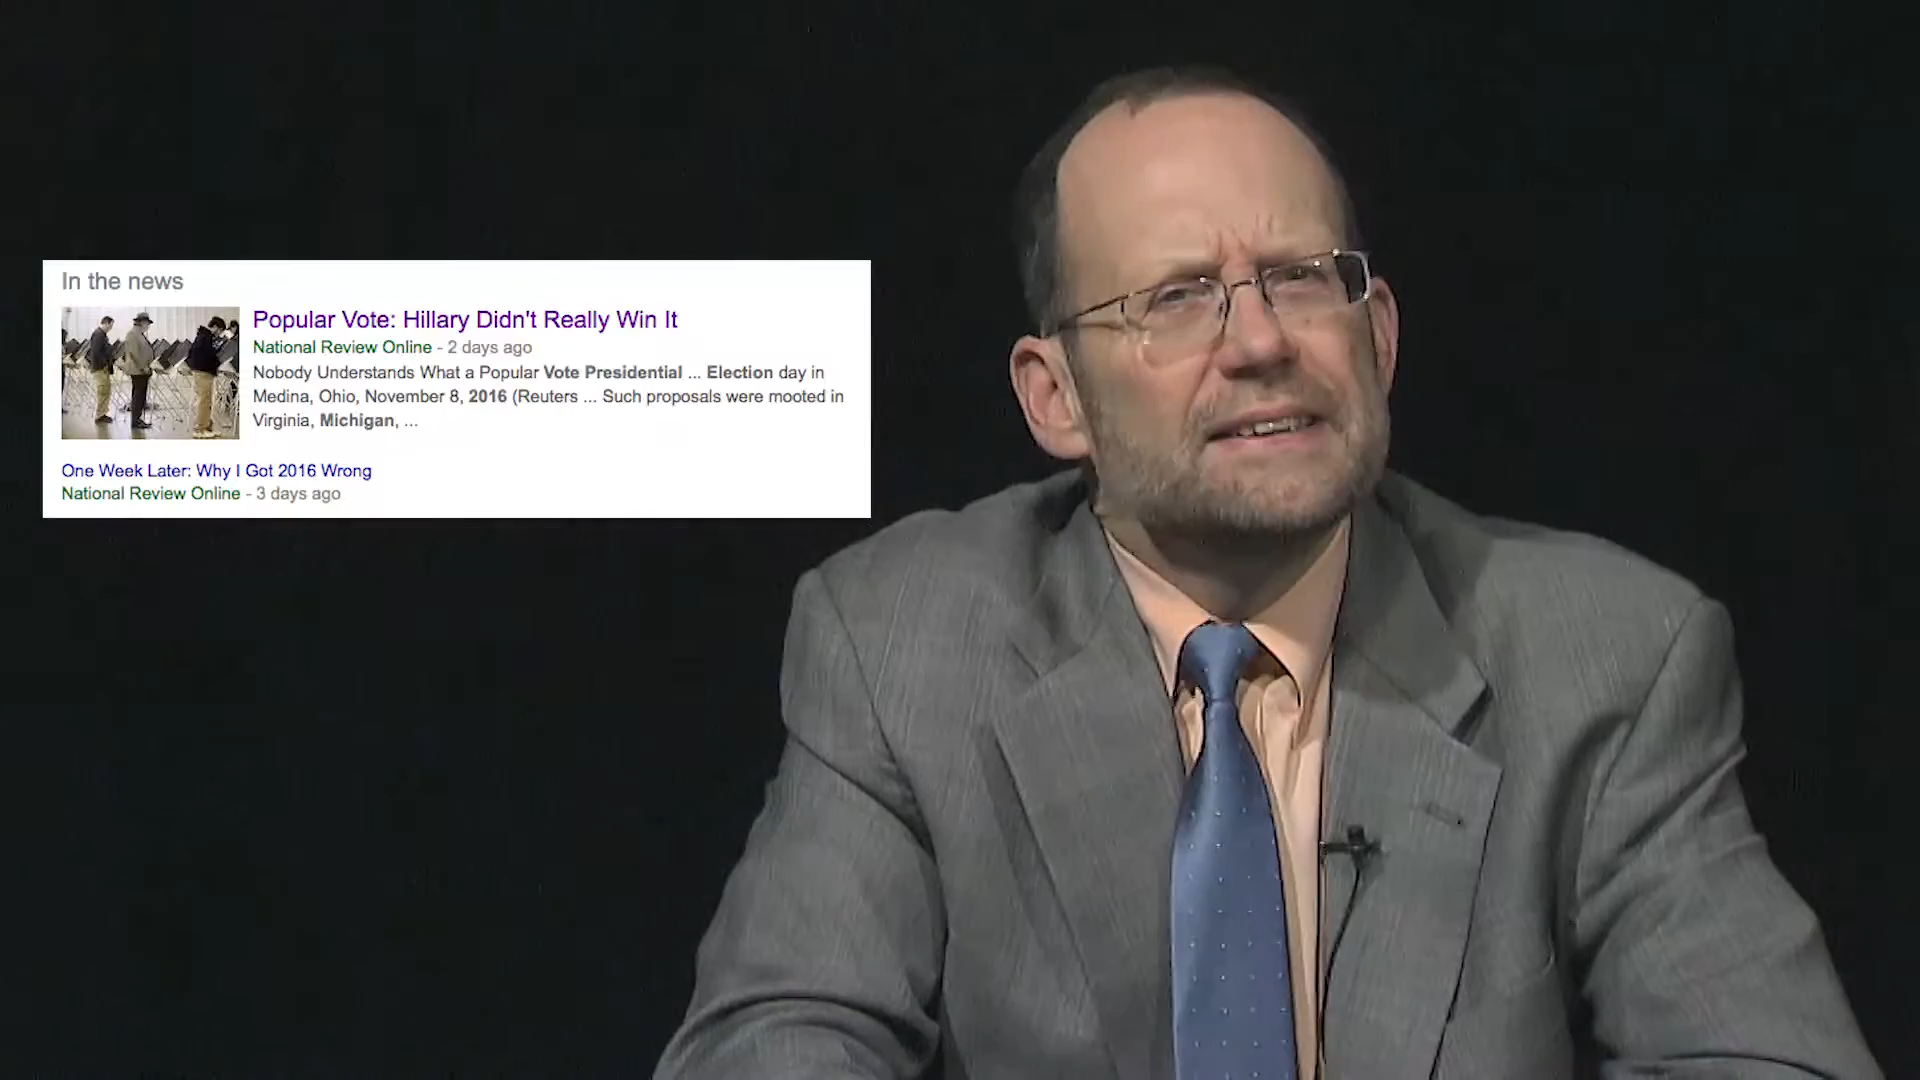 In the news
Popular Vote: Hillary Didn't Really Win It
National Review Online - 2 days ago
Nobody Understands What a Popular Vote Presidential ... Election day in
Medina, Ohio, November 8, 2016 (Reuters ... Such proposals were mooted in
Virginia, Michigan, ...
One Week Later: Why I Got 2016 Wrong
National Review Online - 3 days ago